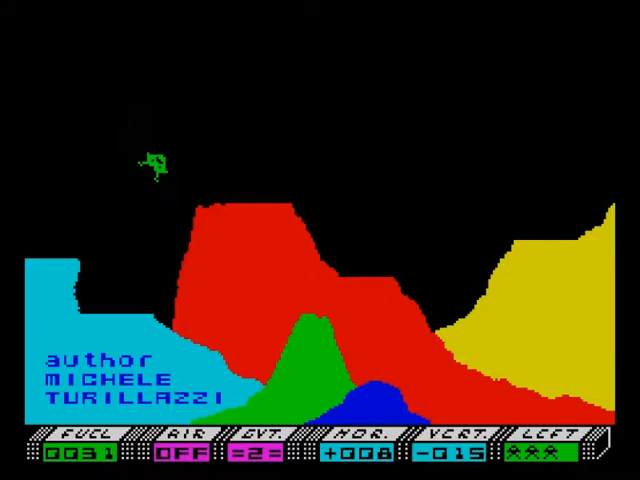 author
MICHELE
TURILLAZZI
FUEL AIR GVT. HOR. VERT. LEFT
0031 OFF =2= +008 -015